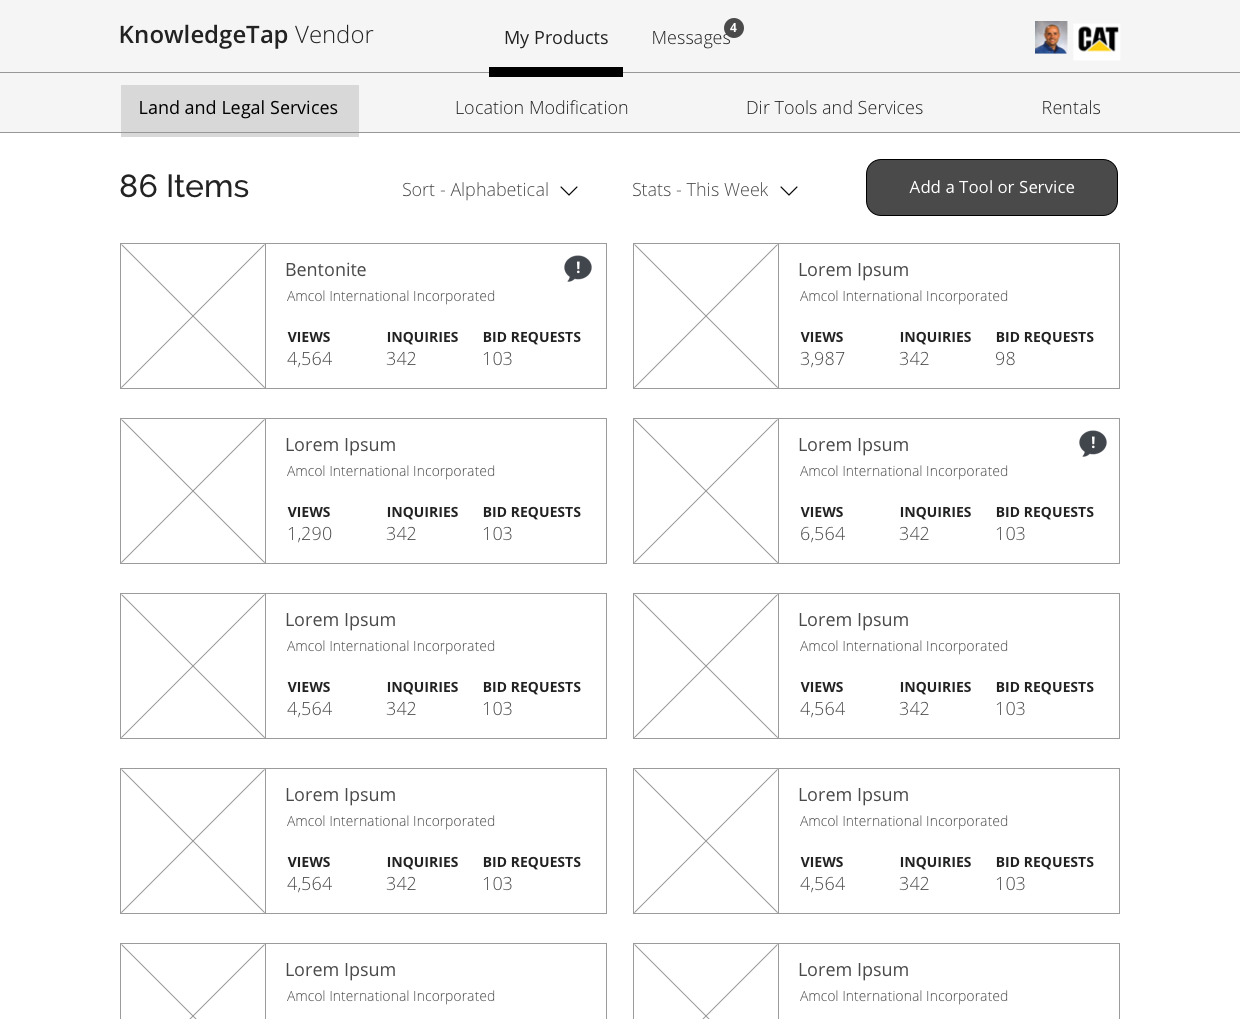 KnowledgeTap Vendor
My Products
Messages
4
CAT
Land and Legal Services
Location Modification
Dir Tools and Services
Rentals
86 Items
Sort - Alphabetical
Stats - This Week
Add a Tool or Service
Bentonite
!
Amcol International Incorporated
VIEWS INQUIRIES BID REQUESTS
4,564 342 103
Lorem Ipsum
Amcol International Incorporated
VIEWS INQUIRIES BID REQUESTS
3,987 342 98
Lorem Ipsum
Amcol International Incorporated
VIEWS INQUIRIES BID REQUESTS
1,290 342 103
Lorem Ipsum
!
Amcol International Incorporated
VIEWS INQUIRIES BID REQUESTS
6,564 342 103
Lorem Ipsum
Amcol International Incorporated
VIEWS INQUIRIES BID REQUESTS
4,564 342 103
Lorem Ipsum
Amcol International Incorporated
VIEWS INQUIRIES BID REQUESTS
4,564 342 103
Lorem Ipsum
Amcol International Incorporated
VIEWS INQUIRIES BID REQUESTS
4,564 342 103
Lorem Ipsum
Amcol International Incorporated
VIEWS INQUIRIES BID REQUESTS
4,564 342 103
Lorem Ipsum
Amcol International Incorporated
Lorem Ipsum
Amcol International Incorporated